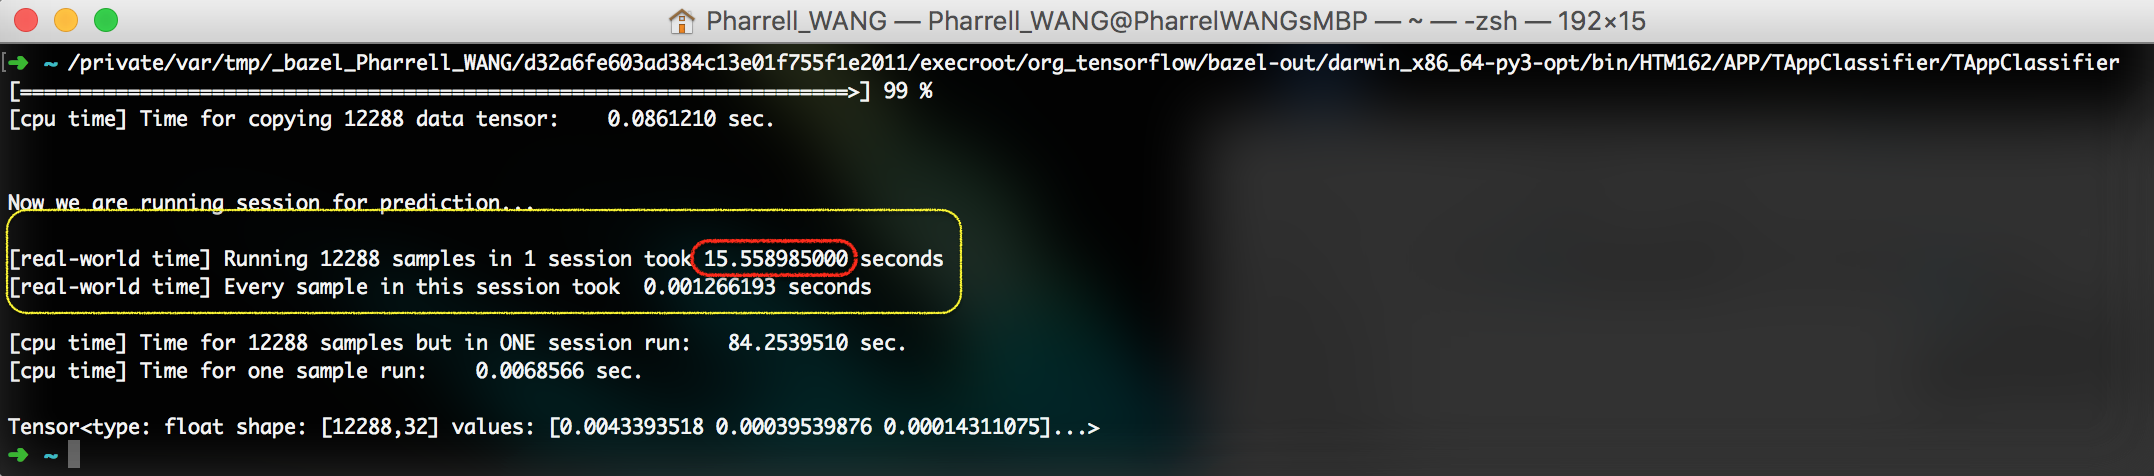 Pharrell_WANG — Pharrell_WANG@PharrelWANGsMBP — ~ — -zsh — 192×15
[➜ ~ /private/var/tmp/_bazel_Pharrell_WANG/d32a6fe603ad384c13e01f755f1e2011/execroot/org_tensorflow/bazel-out/darwin_x86_64-py3-opt/bin/HTM162/APP/TAppClassifier/TAppClassifier
[=====================================================================>] 99 %
[cpu time] Time for copying 12288 data tensor: 0.0861210 sec.
Now we are running session for prediction...
[real-world time] Running 12288 samples in 1 session took 15.558985000 seconds
[real-world time] Every sample in this session took 0.001266193 seconds
[cpu time] Time for 12288 samples but in ONE session run: 84.2539510 sec.
[cpu time] Time for one sample run: 0.0068566 sec.
Tensor<type: float shape: [12288,32] values: [0.0043393518 0.00039539876 0.00014311075]...>
➜ ~